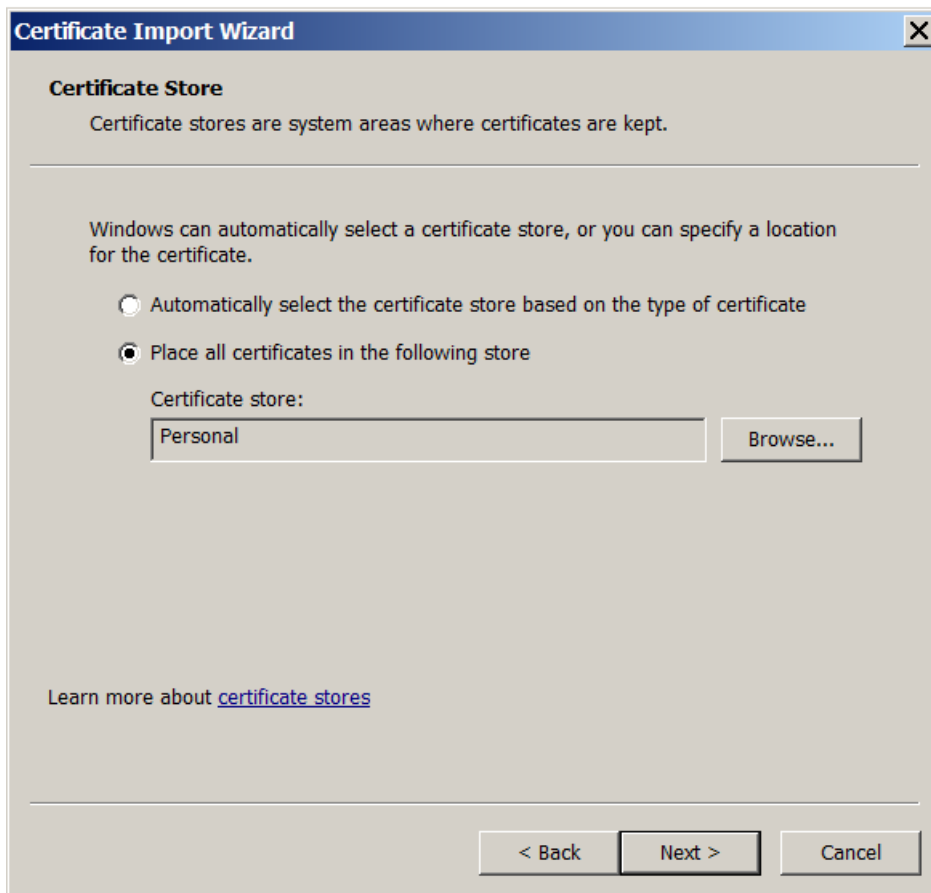 Certificate Import Wizard
Certificate Store
Certificate stores are system areas where certificates are kept.
Windows can automatically select a certificate store, or you can specify a location
for the certificate.
Automatically select the certificate store based on the type of certificate
Place all certificates in the following store
Certificate store:
Personal
Browse...
Learn more about certificate stores
< Back
Next >
Cancel